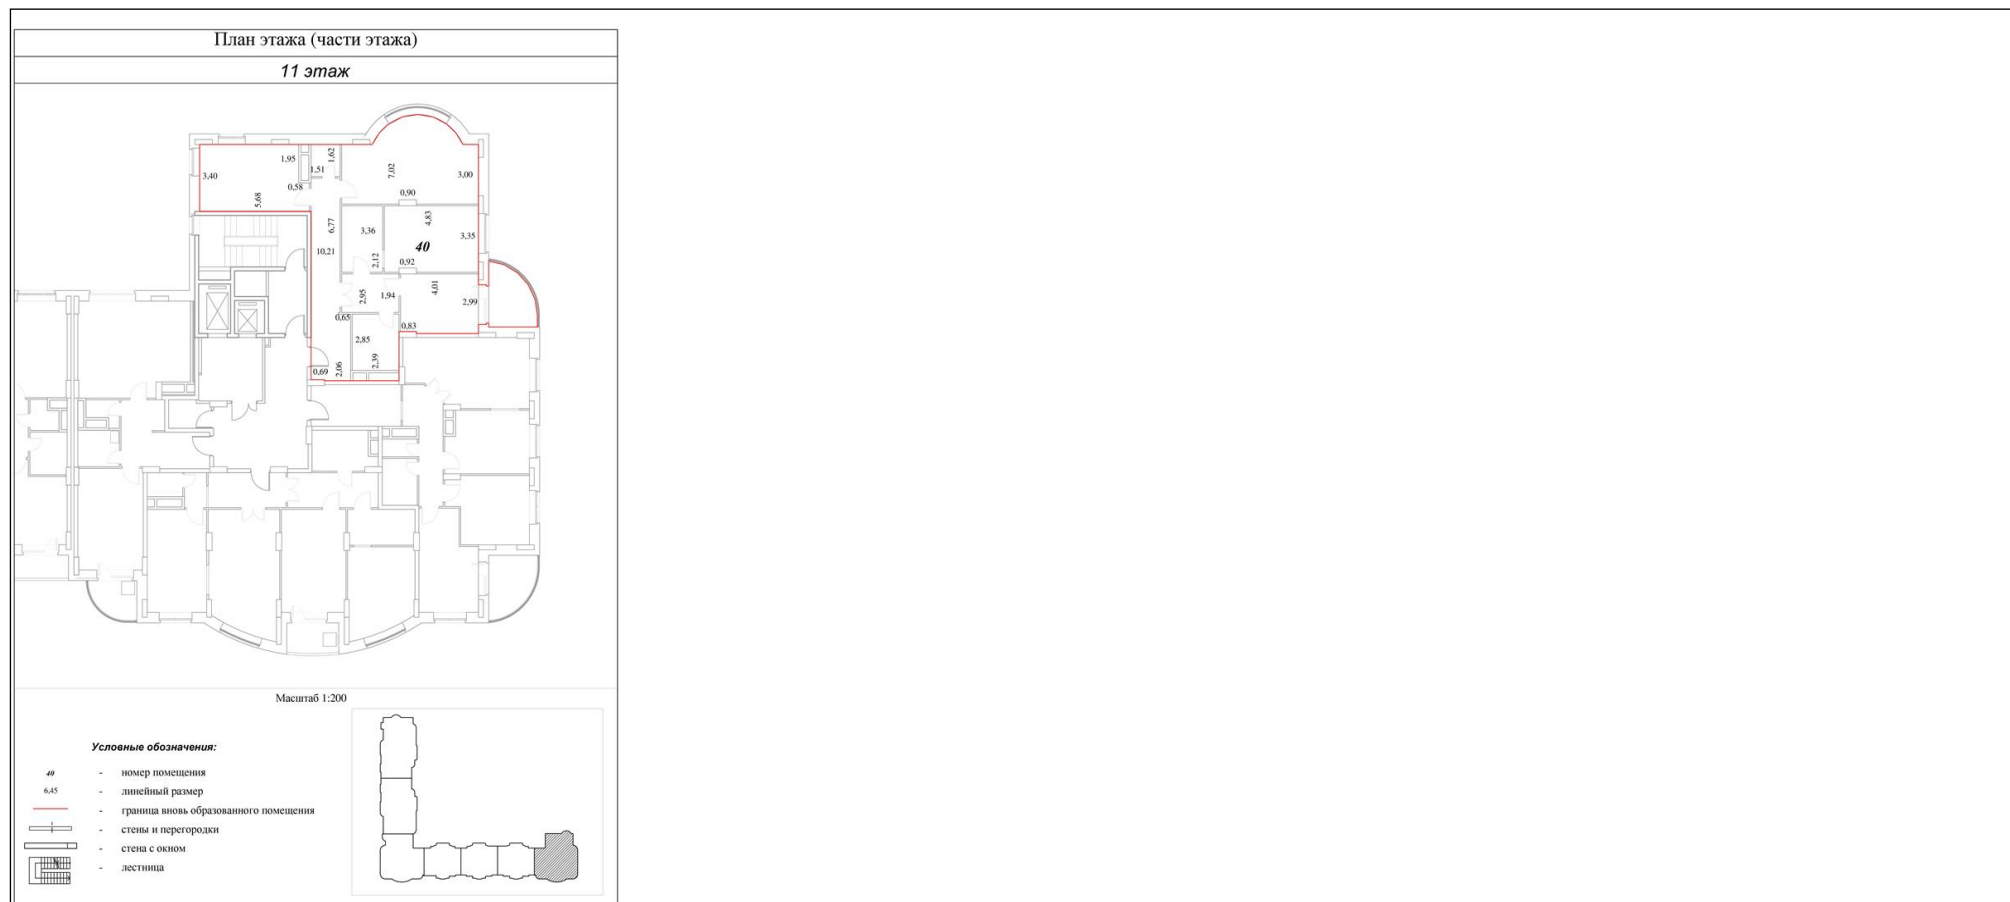 План этажа (части этажа)
11 этаж
1,95
1,62
1,51
3,40
7,02
3,00
0,58
0,90
5,68
6,77
4,83
3,36
3,35
40
10,21
2,12
0,92
4,01
2,95
1,94
2,99
0,65
0,83
2,85
2,39
0,69
2,06
Масштаб 1:200
Условные обозначения:
40 - номер помещения
6,45 - линейный размер
- граница вновь образованного помещения
- стены и перегородки
- стена с окном
- лестница